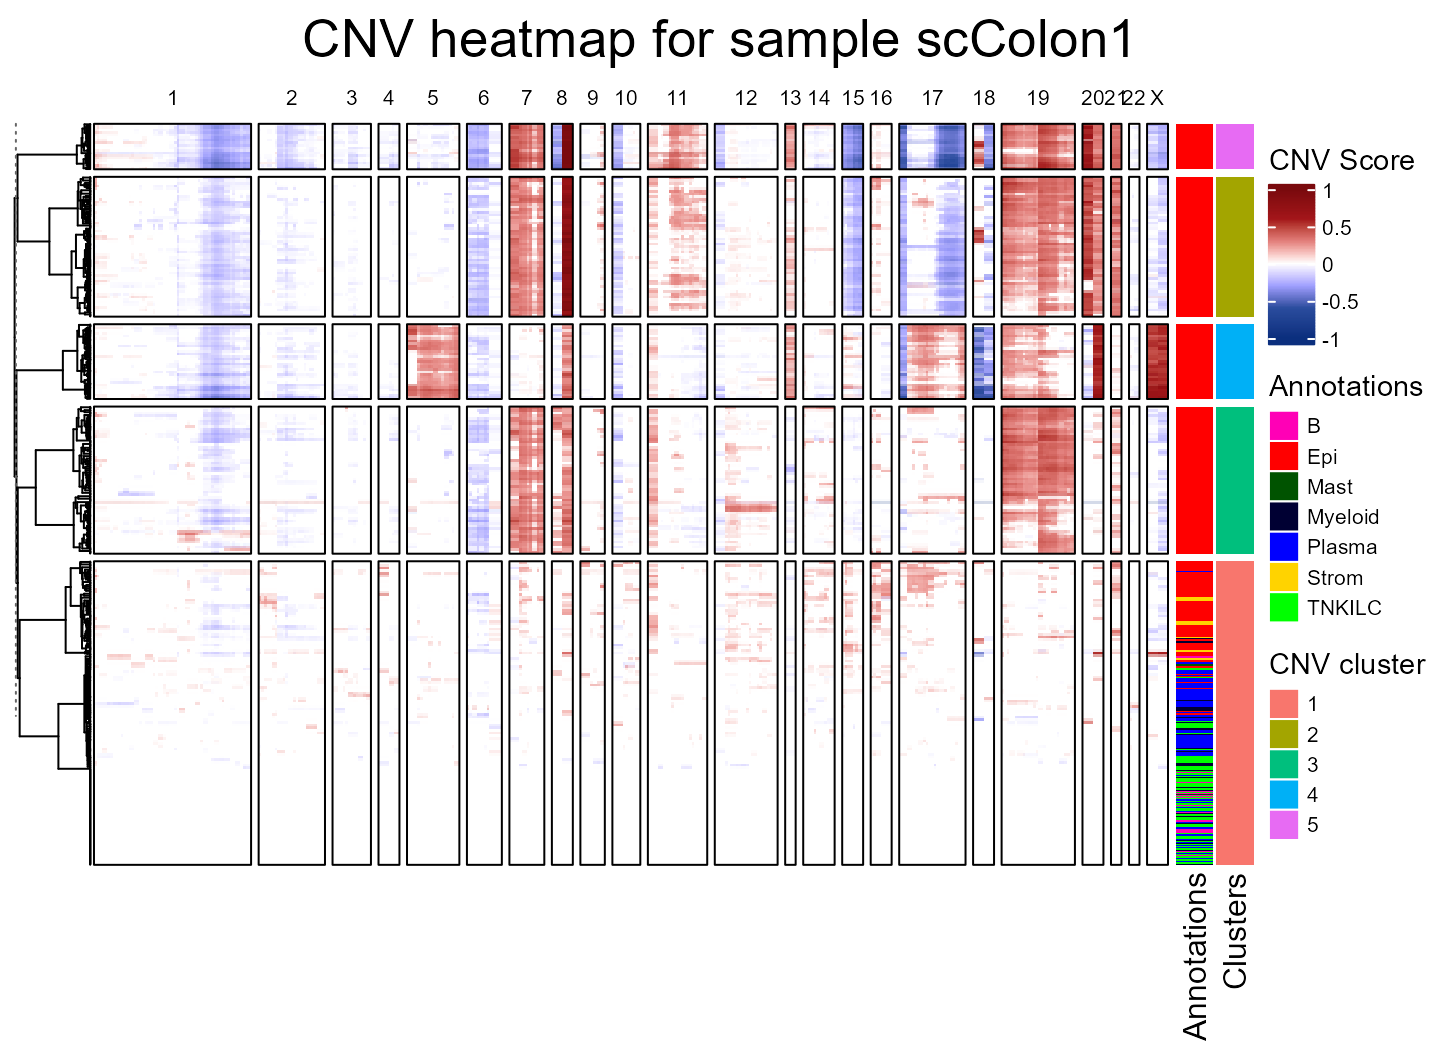 CNV heatmap for sample scColon1
1 2 3 4 5 6 7 8 9 10 11 12 13 14 15 16 17 18 19 20 21 22 X
CNV Score
1
0.5
0
-0.5
-1
Annotations
B
Epi
Mast
Myeloid
Plasma
Strom
TNKILC
CNV cluster
1
2
3
4
5
Annotations
Clusters